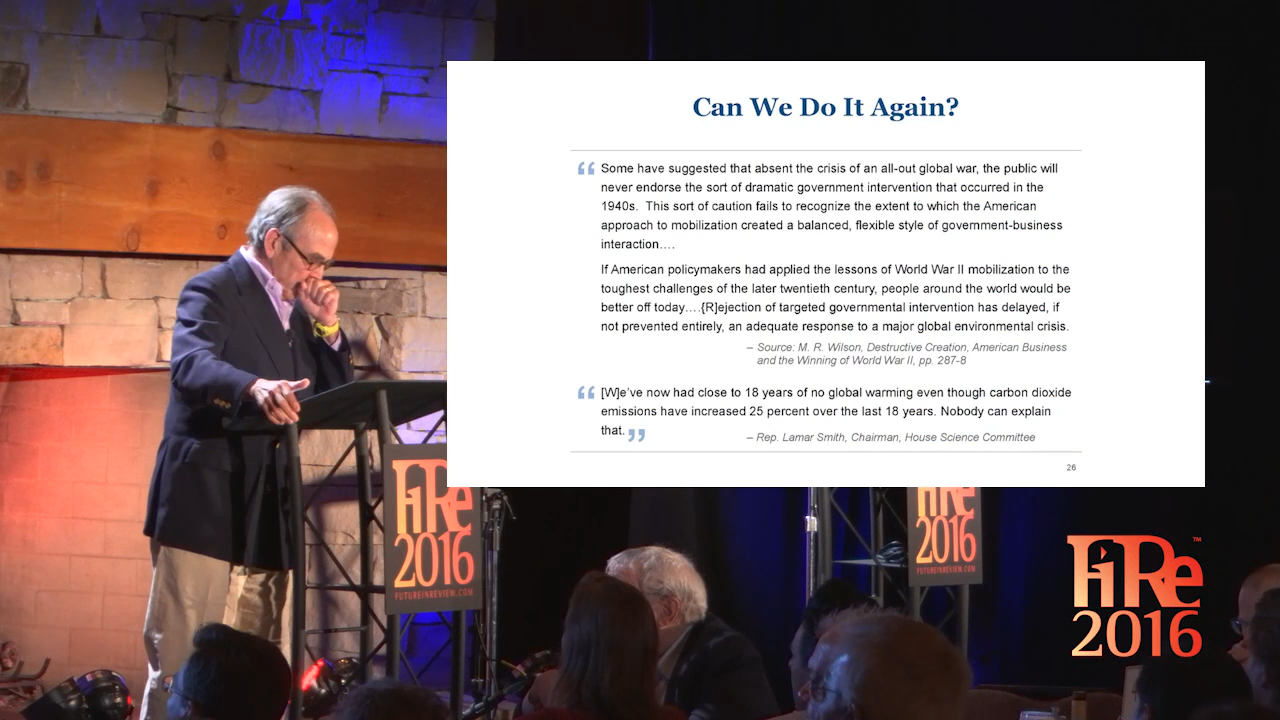 Can We Do It Again?
“ Some have suggested that absent the crisis of an all-out global war, the public will
never endorse the sort of dramatic government intervention that occurred in the
1940s.  This sort of caution fails to recognize the extent to which the American
approach to mobilization created a balanced, flexible style of government-business
interaction….
If American policymakers had applied the lessons of World War II mobilization to the
toughest challenges of the later twentieth century, people around the world would be
better off today….{R]ejection of targeted governmental intervention has delayed, if
not prevented entirely, an adequate response to a major global environmental crisis.
– Source: M. R. Wilson, Destructive Creation, American Business
and the Winning of World War II, pp. 287-8
“ [W]e’ve now had close to 18 years of no global warming even though carbon dioxide
emissions have increased 25 percent over the last 18 years. Nobody can explain
that. ”
– Rep. Lamar Smith, Chairman, House Science Committee
26
FiRe
2016
FUTUREINREVIEW.COM
FiRe
2016
FUTUREINREVIEW.COM
FiRe™
2016